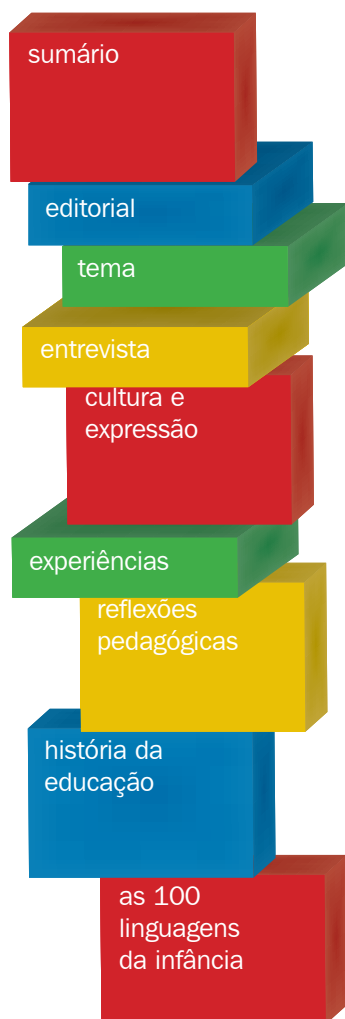 sumário
editorial
tema
entrevista
cultura e
expressão
experiências
reflexões
pedagógicas
história da
educação
as 100
linguagens
da infância